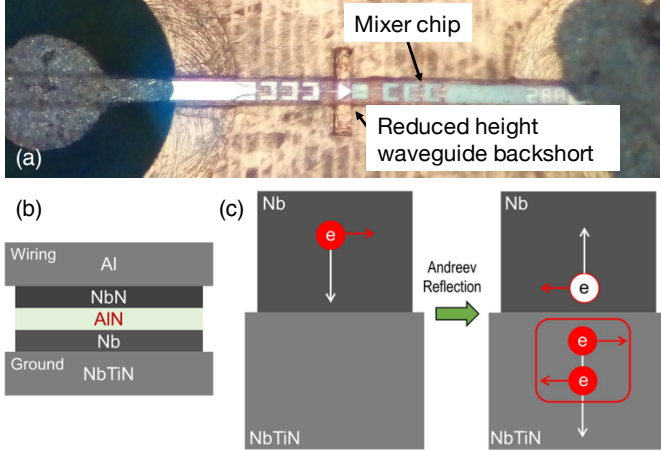 Mixer chip
288
Reduced height
waveguide backshort
(a)
(b)
Wiring
Al
NbN
AlN
Nb
Ground
NbTiN
(c)
Nb
e
NbTiN
Andreev
Reflection
Nb
e
e
e
NbTiN